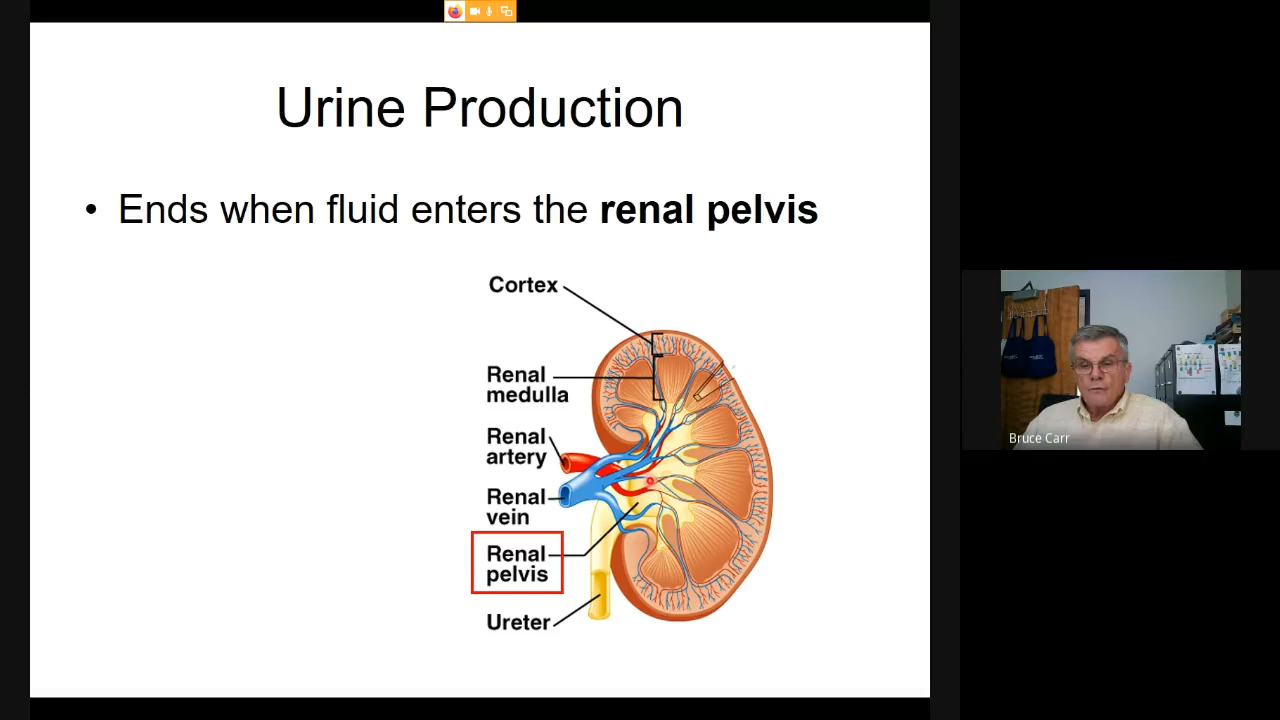 Urine Production
• Ends when fluid enters the renal pelvis
Cortex
Renal
medulla
Renal
artery
Renal
vein
Renal
pelvis
Ureter
Bruce Carr